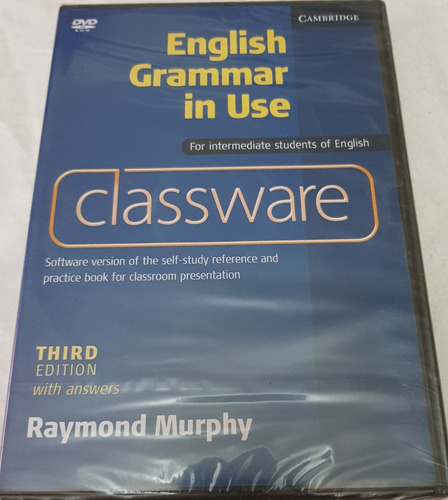 DVD
ROM
CAMBRIDGE
English
Grammar
in Use
For intermediate students of English
classware
Software version of the self-study reference and
practice book for classroom presentation
THIRD
EDITION
with answers
Raymond Murphy